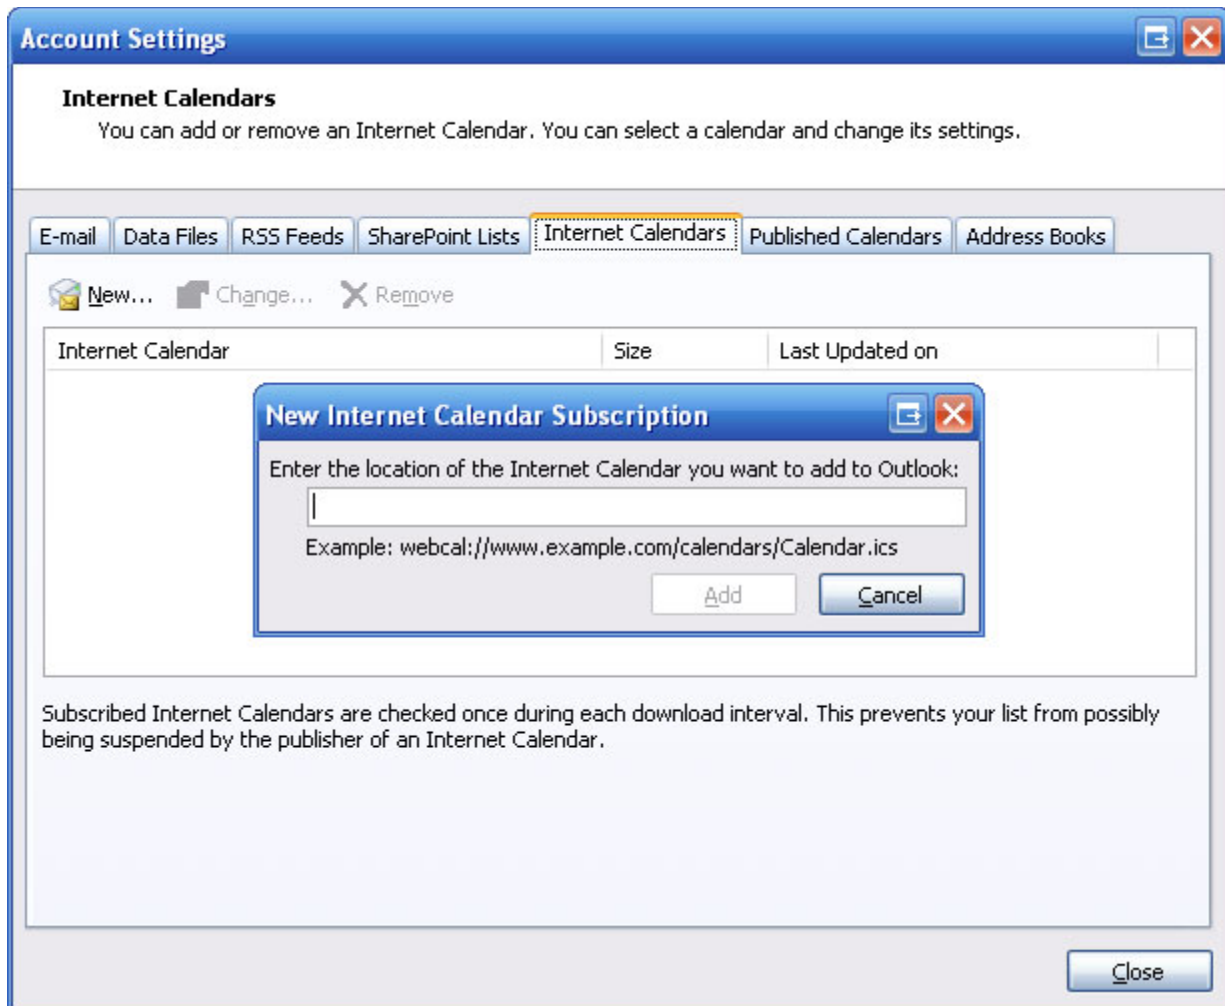 Account Settings
Internet Calendars
You can add or remove an Internet Calendar. You can select a calendar and change its settings.
E-mail Data Files RSS Feeds SharePoint Lists Internet Calendars Published Calendars Address Books
New... Change... Remove
Internet Calendar Size Last Updated on
New Internet Calendar Subscription
Enter the location of the Internet Calendar you want to add to Outlook:
Example: webcal://www.example.com/calendars/Calendar.ics
Add Cancel
Subscribed Internet Calendars are checked once during each download interval. This prevents your list from possibly
being suspended by the publisher of an Internet Calendar.
Close